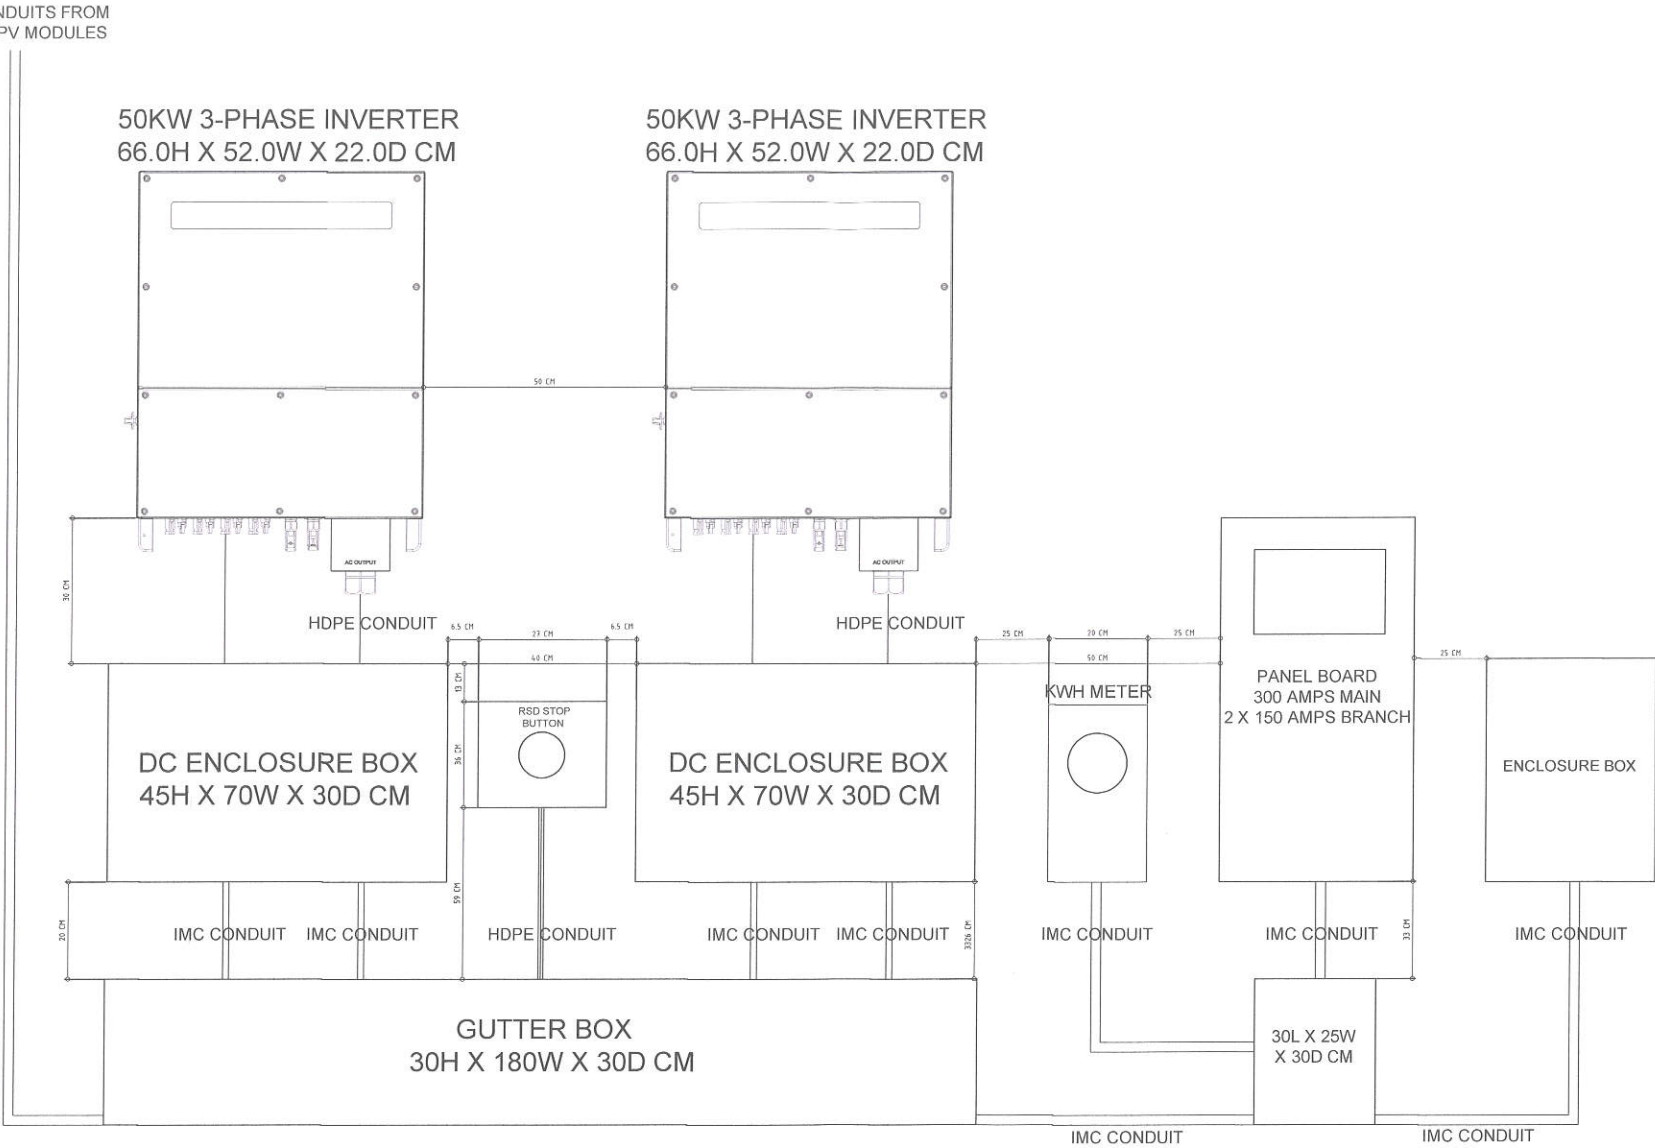 NDUITS FROM
PV MODULES
50KW 3-PHASE INVERTER
66.0H X 52.0W X 22.0D CM
50KW 3-PHASE INVERTER
66.0H X 52.0W X 22.0D CM
50 CM
AC OUTPUT
AC OUTPUT
30 CM
HDPE CONDUIT
6.5 CM
27 CM
6.5 CM
HDPE CONDUIT
25 CM
20 CM
25 CM
40 CM
50 CM
25 CM
13 CM
KWH METER
PANEL BOARD
300 AMPS MAIN
2 X 150 AMPS BRANCH
RSD STOP
BUTTON
36 CM
DC ENCLOSURE BOX
45H X 70W X 30D CM
DC ENCLOSURE BOX
45H X 70W X 30D CM
ENCLOSURE BOX
59 CM
20 CM
IMC CONDUIT
IMC CONDUIT
HDPE CONDUIT
IMC CONDUIT
IMC CONDUIT
3326 CM
IMC CONDUIT
IMC CONDUIT
33 CM
IMC CONDUIT
GUTTER BOX
30H X 180W X 30D CM
30L X 25W
X 30D CM
IMC CONDUIT
IMC CONDUIT